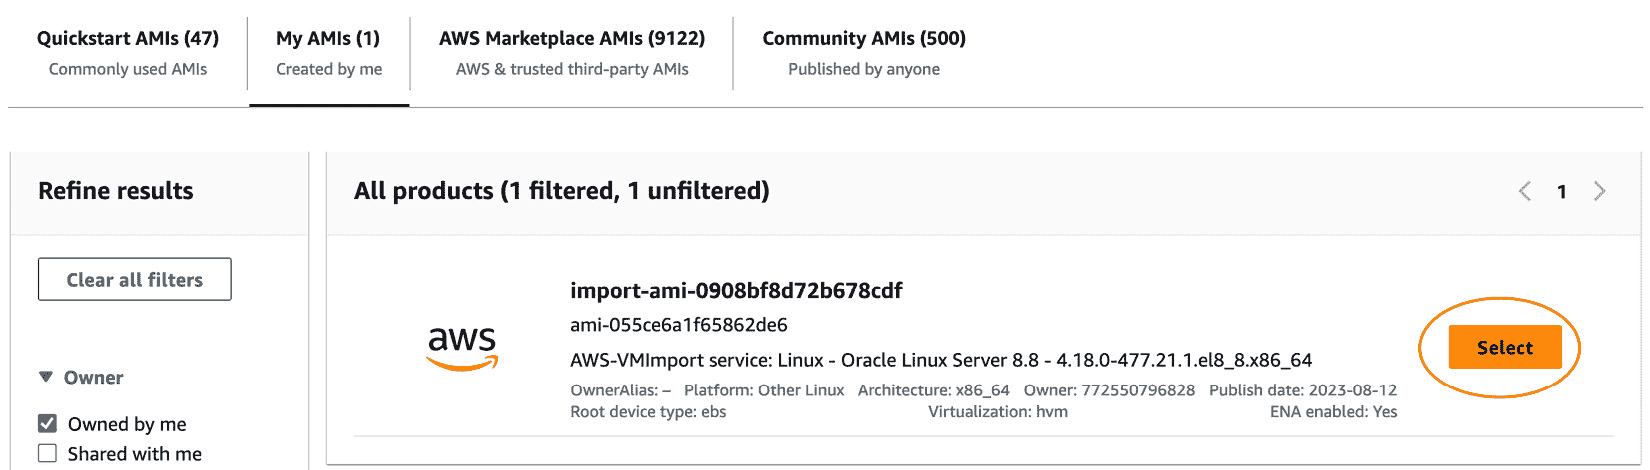 Quickstart AMIs (47)
Commonly used AMIs
My AMIs (1)
Created by me
AWS Marketplace AMIs (9122)
AWS & trusted third-party AMIs
Community AMIs (500)
Published by anyone
Refine results
Clear all filters
Owner
Owned by me
Shared with me
All products (1 filtered, 1 unfiltered)
1
aws
import-ami-0908bf8d72b678cdf
ami-055ce6a1f65862de6
AWS-VMImport service: Linux - Oracle Linux Server 8.8 - 4.18.0-477.21.1.el8_8.x86_64
OwnerAlias: – Platform: Other Linux Architecture: x86_64 Owner: 772550796828 Publish date: 2023-08-12
Root device type: ebs Virtualization: hvm ENA enabled: Yes
Select